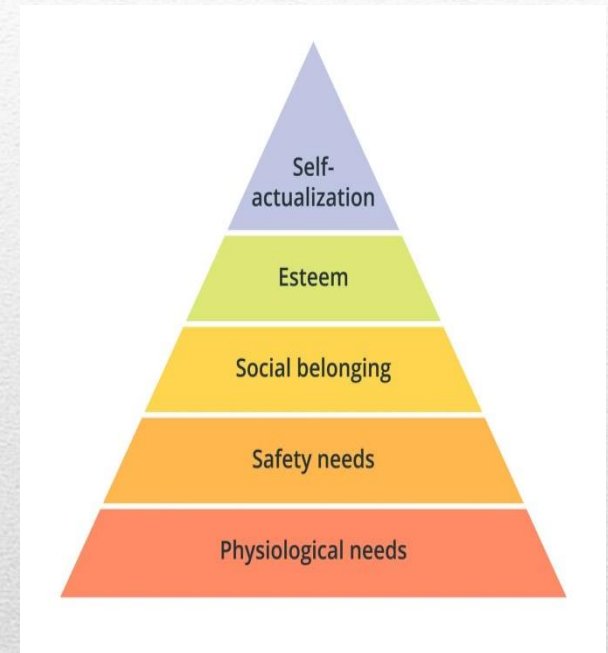 Self-
actualization
Esteem
Social belonging
Safety needs
Physiological needs